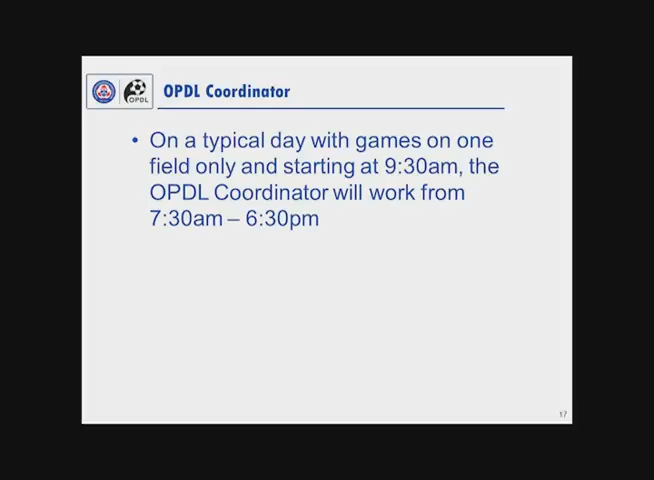 OPDL
OPDL Coordinator
• On a typical day with games on one
field only and starting at 9:30am, the
OPDL Coordinator will work from
7:30am – 6:30pm
17